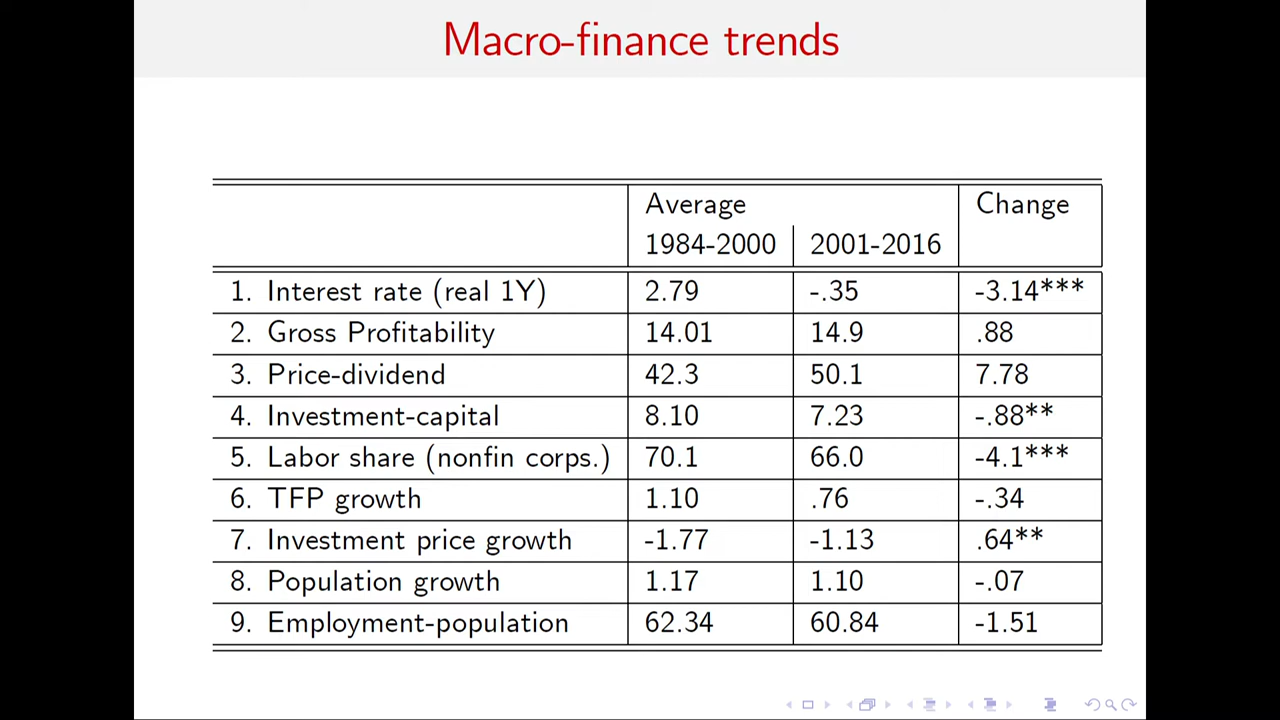 Macro-finance trends
Average Change
1984-2000 2001-2016
1. Interest rate (real 1Y) 2.79 -.35 -3.14***
2. Gross Profitability 14.01 14.9 .88
3. Price-dividend 42.3 50.1 7.78
4. Investment-capital 8.10 7.23 -.88**
5. Labor share (nonfin corps.) 70.1 66.0 -4.1***
6. TFP growth 1.10 .76 -.34
7. Investment price growth -1.77 -1.13 .64**
8. Population growth 1.17 1.10 -.07
9. Employment-population 62.34 60.84 -1.51